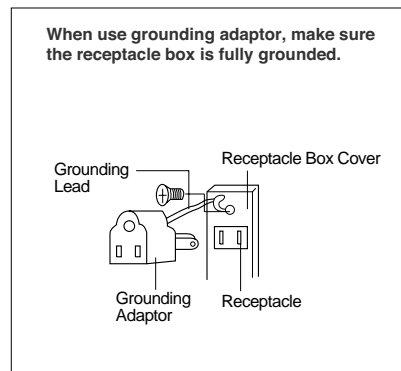 When use grounding adaptor, make sure
the receptacle box is fully grounded.
Grounding
Lead
Receptacle Box Cover
Grounding
Adaptor
Receptacle